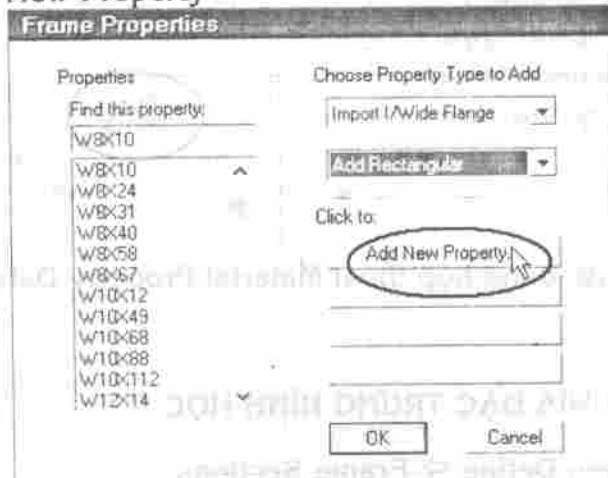 Frame Properties
Properties
Find this property:
W8X10
W8X10
W8X24
W8X31
W8X40
W8X58
W8X67
W10X12
W10X49
W10X68
W10X88
W10X112
W12X14
Choose Property Type to Add
Import I/Wide Flange
Add Rectangular
Click to:
Add New Property.
OK
Cancel